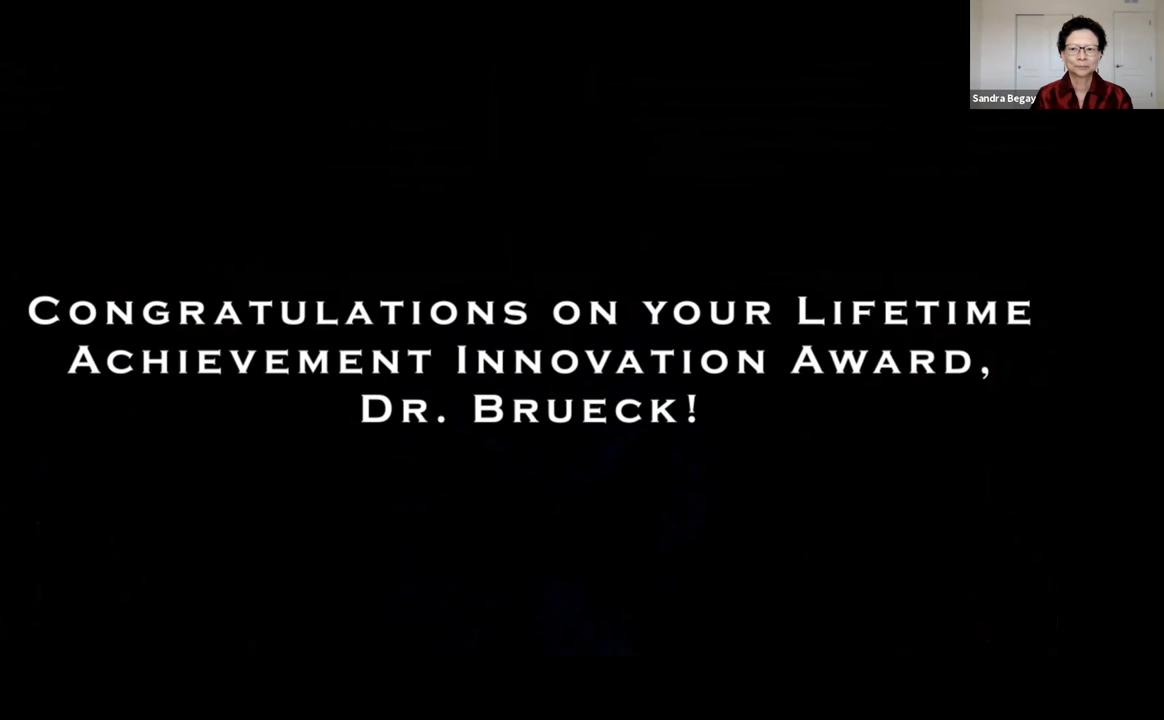 Sandra Begay
Congratulations on your Lifetime
Achievement Innovation Award,
Dr. Brueck!